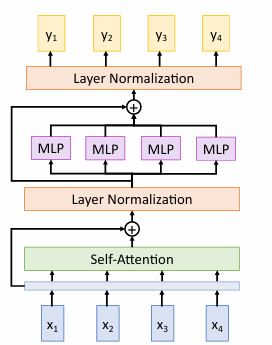 y1 y2 y3 y4
Layer Normalization
+
MLP MLP MLP MLP
Layer Normalization
+
Self-Attention
x1 x2 x3 x4